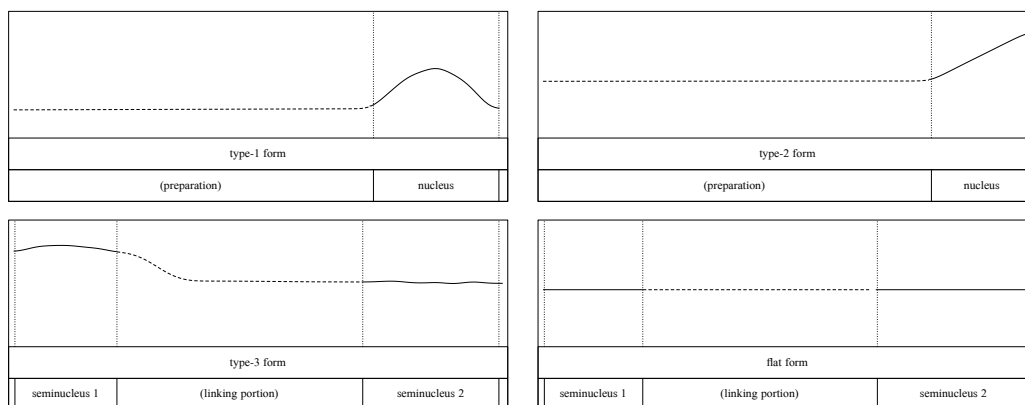 type-1 form
(preparation) nucleus
type-2 form
(preparation) nucleus
type-3 form
seminucleus 1 (linking portion) seminucleus 2
flat form
seminucleus 1 (linking portion) seminucleus 2